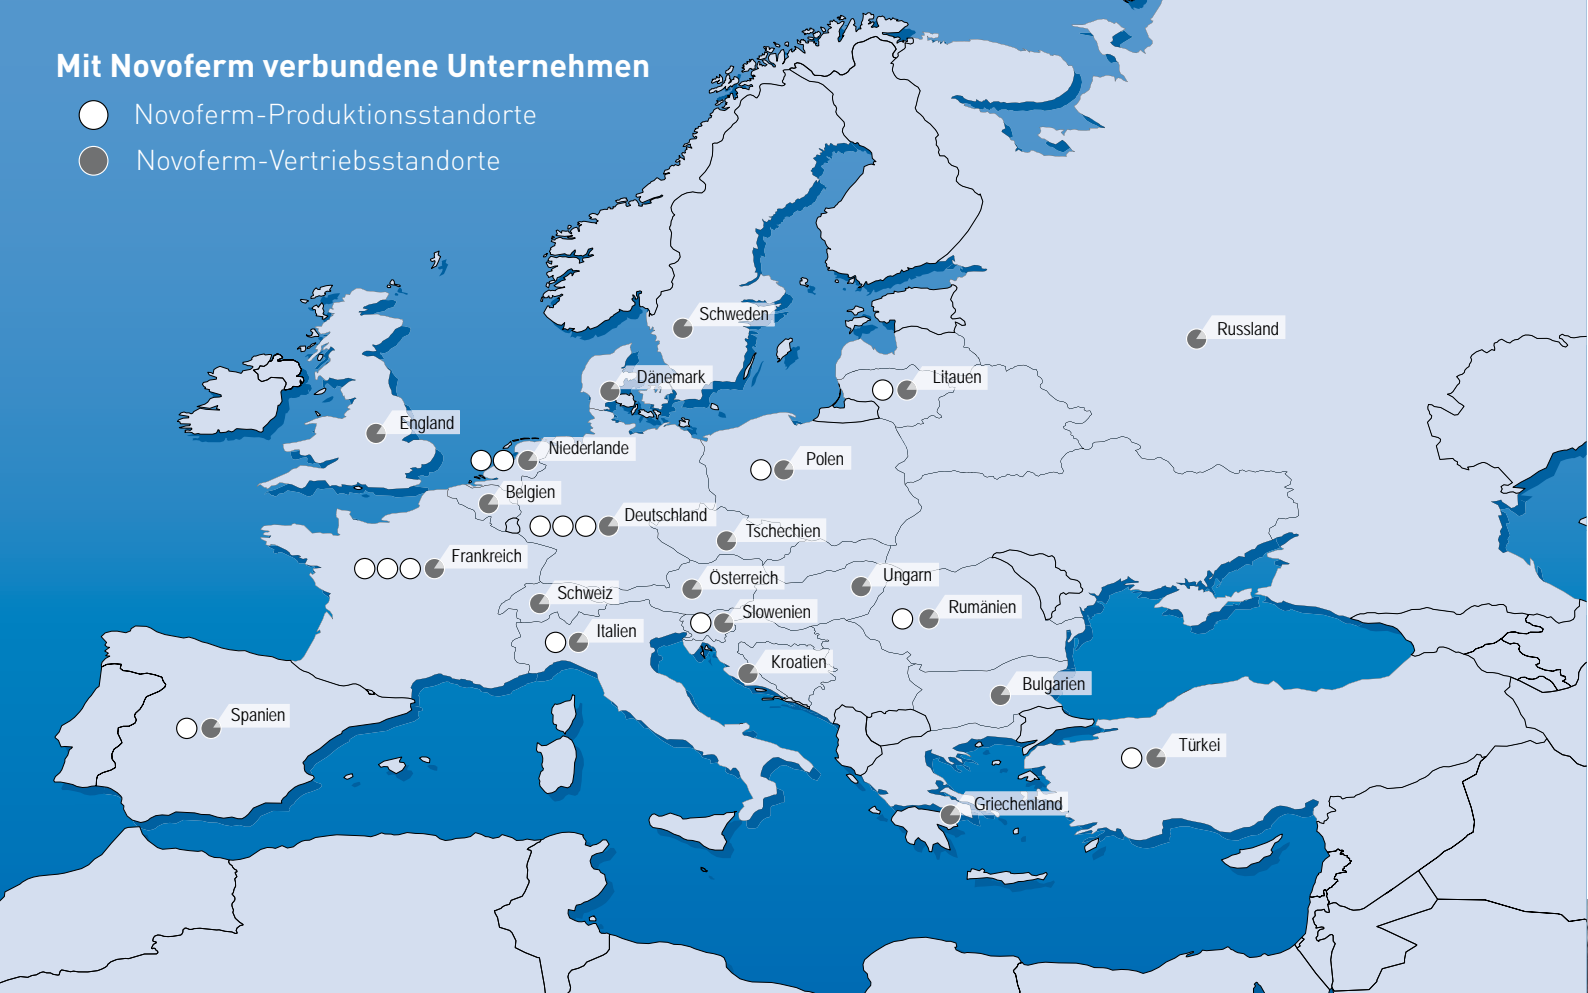 Mit Novoferm verbundene Unternehmen
Novoferm-Produktionsstandorte
Novoferm-Vertriebsstandorte
Schweden
Russland
Dänemark
Litauen
England
Niederlande
Polen
Belgien
Deutschland
Tschechien
Frankreich
Österreich
Ungarn
Schweiz
Slowenien
Rumänien
Italien
Kroatien
Bulgarien
Spanien
Türkei
Griechenland